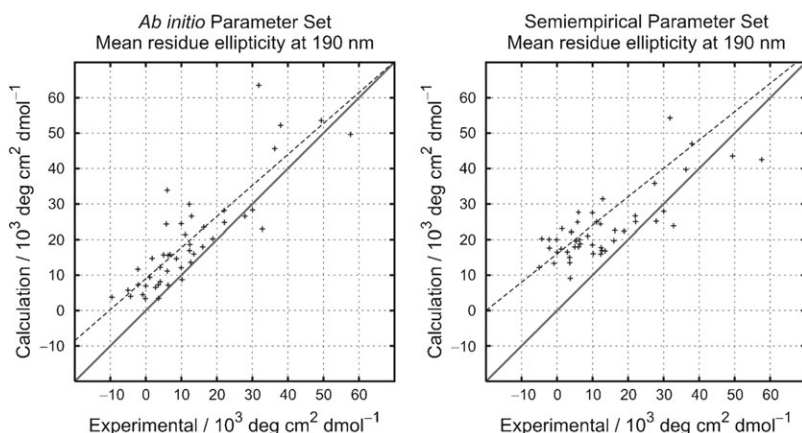 Ab initio Parameter Set
Mean residue ellipticity at 190 nm
Calculation / 10³ deg cm² dmol⁻¹
70
60
50
40
30
20
10
0
−10
−10 0 10 20 30 40 50 60
Experimental / 10³ deg cm² dmol⁻¹
Semiempirical Parameter Set
Mean residue ellipticity at 190 nm
Calculation / 10³ deg cm² dmol⁻¹
70
60
50
40
30
20
10
0
−10
−10 0 10 20 30 40 50 60
Experimental / 10³ deg cm² dmol⁻¹